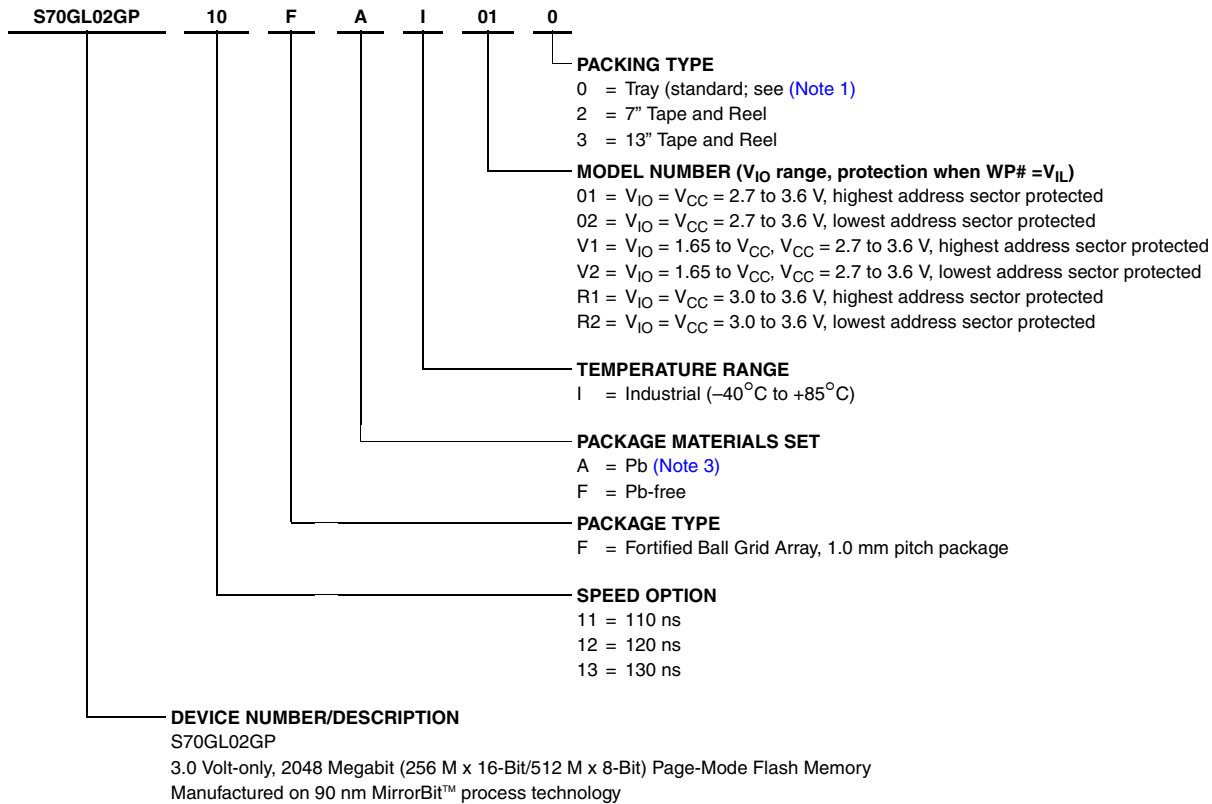 S70GL02GP 10 F A I 01 0
PACKING TYPE
0 = Tray (standard; see (Note 1)
2 = 7” Tape and Reel
3 = 13” Tape and Reel
MODEL NUMBER (VIO range, protection when WP# =VIL)
01 = VIO = VCC = 2.7 to 3.6 V, highest address sector protected
02 = VIO = VCC = 2.7 to 3.6 V, lowest address sector protected
V1 = VIO = 1.65 to VCC, VCC = 2.7 to 3.6 V, highest address sector protected
V2 = VIO = 1.65 to VCC, VCC = 2.7 to 3.6 V, lowest address sector protected
R1 = VIO = VCC = 3.0 to 3.6 V, highest address sector protected
R2 = VIO = VCC = 3.0 to 3.6 V, lowest address sector protected
TEMPERATURE RANGE
I = Industrial (–40°C to +85°C)
PACKAGE MATERIALS SET
A = Pb (Note 3)
F = Pb-free
PACKAGE TYPE
F = Fortified Ball Grid Array, 1.0 mm pitch package
SPEED OPTION
11 = 110 ns
12 = 120 ns
13 = 130 ns
DEVICE NUMBER/DESCRIPTION
S70GL02GP
3.0 Volt-only, 2048 Megabit (256 M x 16-Bit/512 M x 8-Bit) Page-Mode Flash Memory
Manufactured on 90 nm MirrorBit™ process technology